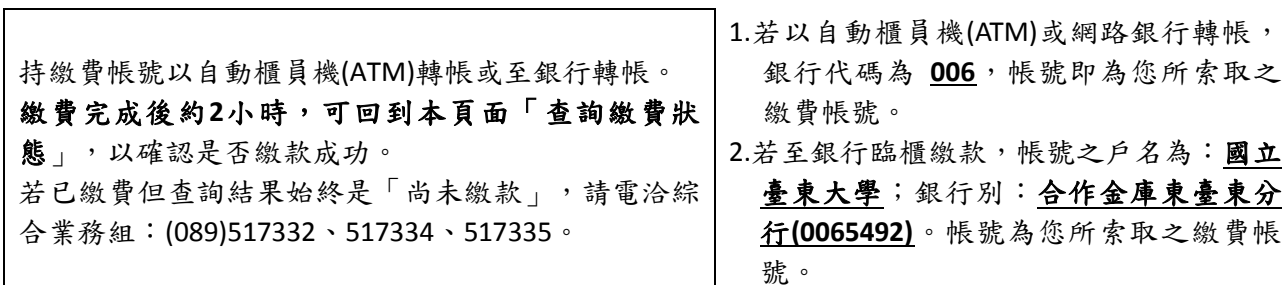 持繳費帳號以自動櫃員機(ATM)轉帳或至銀行轉帳。
繳費完成後約2小時，可回到本頁面「查詢繳費狀
態」，以確認是否繳款成功。
若已繳費但查詢結果始終是「尚未繳款」，請電洽綜
合業務組：(089)517332、517334、517335。
1.若以自動櫃員機(ATM)或網路銀行轉帳，
銀行代碼為 006，帳號即為您所索取之
繳費帳號。
2.若至銀行臨櫃繳款，帳號之戶名為：國立
臺東大學；銀行別：合作金庫東臺東分
行(0065492)。帳號為您所索取之繳費帳
號。